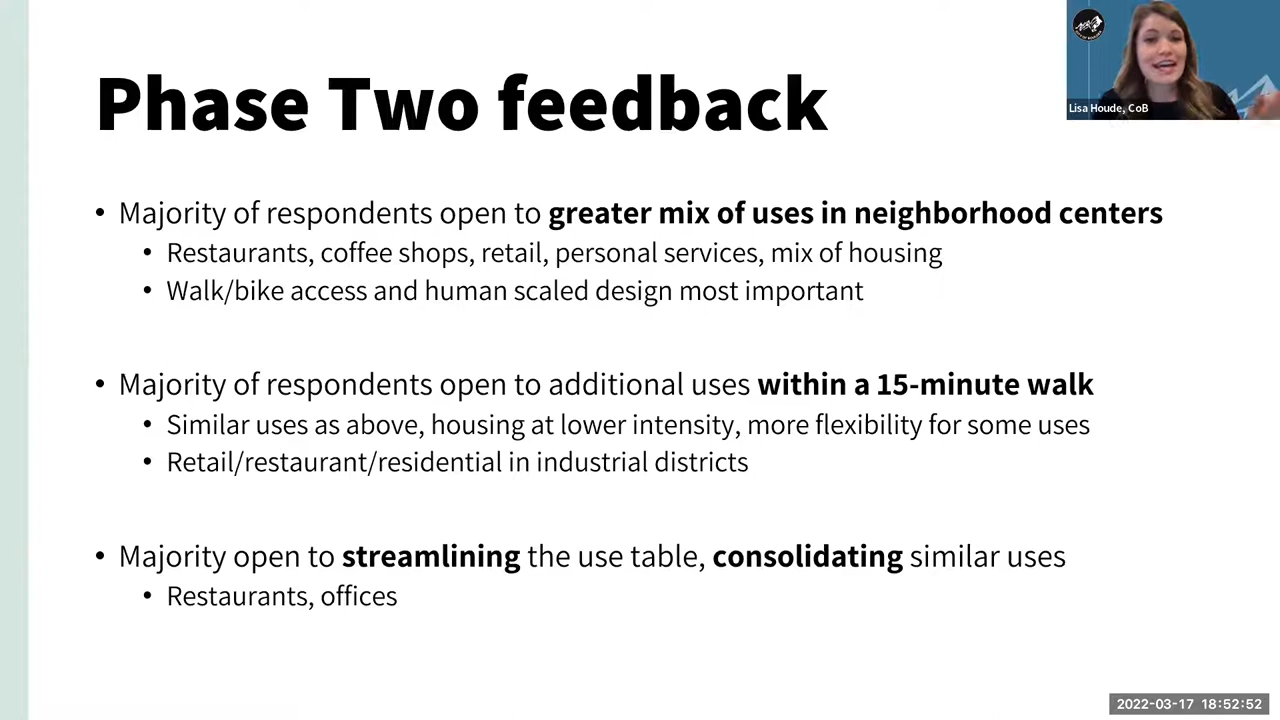 Phase Two feedback
Lisa Houde, CoB
• Majority of respondents open to greater mix of uses in neighborhood centers
• Restaurants, coffee shops, retail, personal services, mix of housing
• Walk/bike access and human scaled design most important
• Majority of respondents open to additional uses within a 15-minute walk
• Similar uses as above, housing at lower intensity, more flexibility for some uses
• Retail/restaurant/residential in industrial districts
• Majority open to streamlining the use table, consolidating similar uses
• Restaurants, offices
2022-03-17 18:52:52